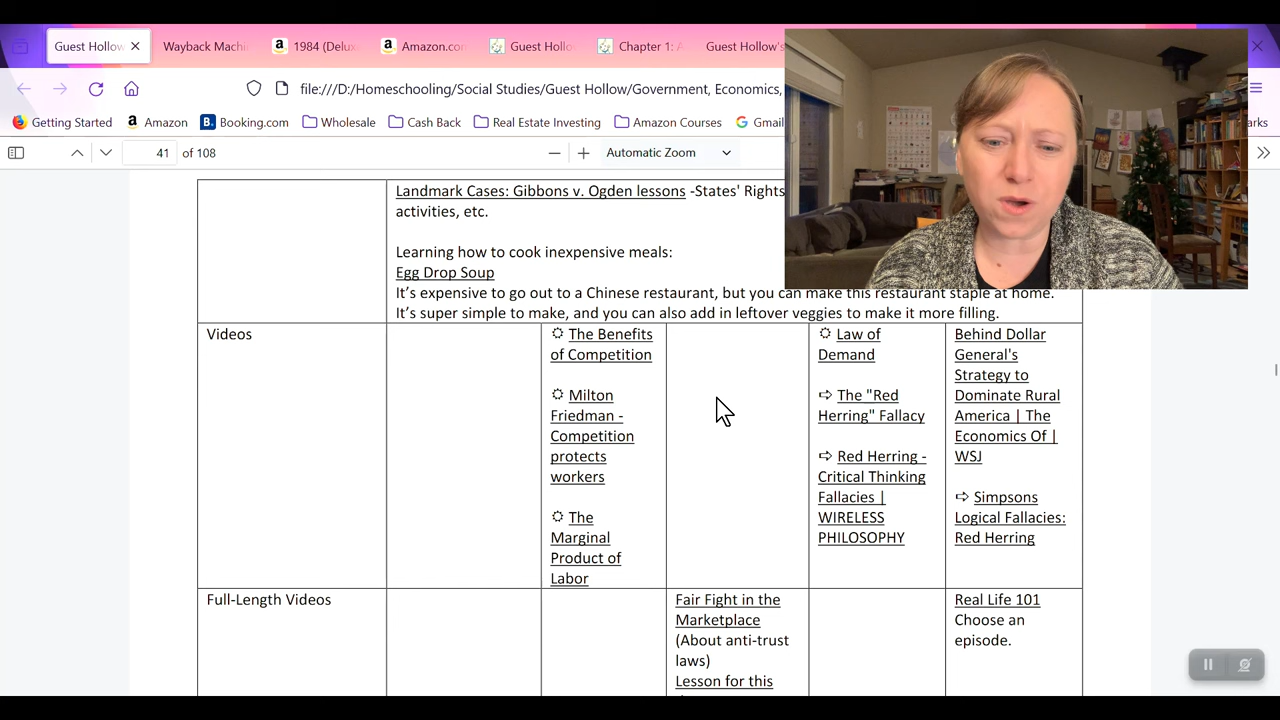 Guest Hollow
Wayback Machi
1984 (Delux
Amazon.co
Guest Hollo
Chapter 1: A
Guest Hollow's
file:///D:/Homeschooling/Social Studies/Guest Hollow/Government, Economics,
Getting Started
Amazon
Booking.com
Wholesale
Cash Back
Real Estate Investing
Amazon Courses
Gmail
41 of 108
Automatic Zoom
Landmark Cases: Gibbons v. Ogden lessons -States' Rights
activities, etc.
Learning how to cook inexpensive meals:
Egg Drop Soup
It's expensive to go out to a Chinese restaurant, but you can make this restaurant staple at home.
It's super simple to make, and you can also add in leftover veggies to make it more filling.
Videos
The Benefits
of Competition
Milton
Friedman -
Competition
protects
workers
The
Marginal
Product of
Labor
Law of
Demand
The "Red
Herring" Fallacy
Red Herring -
Critical Thinking
Fallacies |
WIRELESS
PHILOSOPHY
Behind Dollar
General's
Strategy to
Dominate Rural
America | The
Economics Of |
WSJ
Simpsons
Logical Fallacies:
Red Herring
Full-Length Videos
Fair Fight in the
Marketplace
(About anti-trust
laws)
Lesson for this
Real Life 101
Choose an
episode.